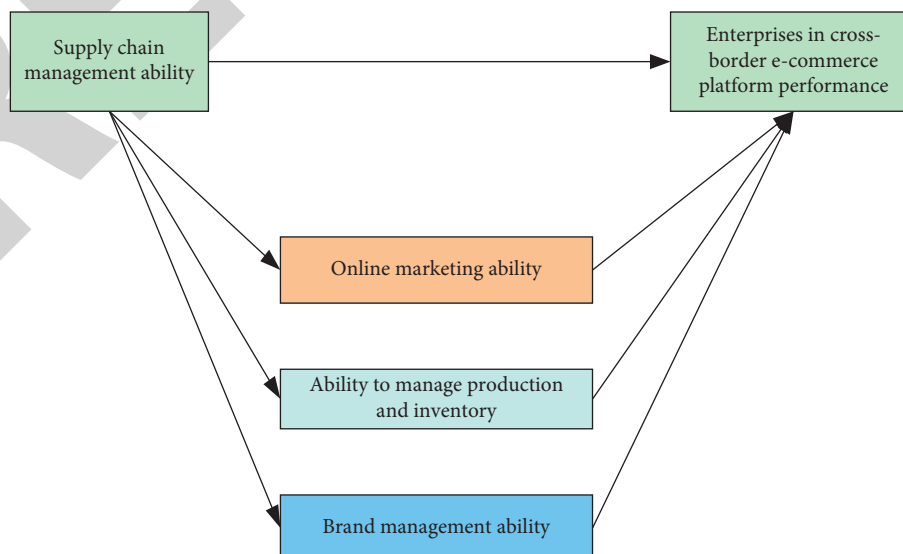 Supply chain
management ability
Enterprises in cross-
border e-commerce
platform performance
Online marketing ability
Ability to manage production
and inventory
Brand management ability